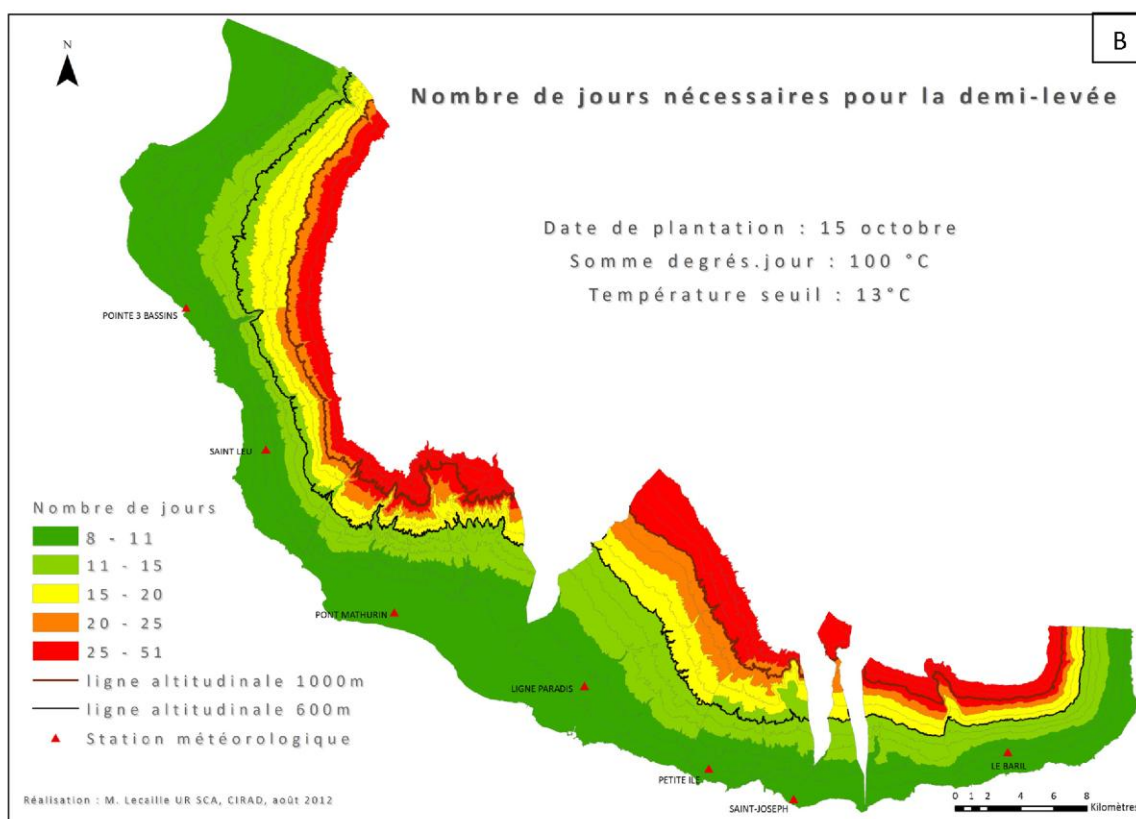 B
N
Nombre de jours nécessaires pour la demi-levée
Date de plantation : 15 octobre
Somme degrés.jour : 100 °C
Température seuil : 13°C
POINTE 3 BASSINS
SAINT LEU
PONT MATHURIN
LIGNE PARADIS
PETITE ILE
SAINT-JOSEPH
LE BARIL
Nombre de jours
8 - 11
11 - 15
15 - 20
20 - 25
25 - 51
ligne altitudinale 1000m
ligne altitudinale 600m
Station météorologique
Réalisation : M. Lecaille UR SCA, CIRAD, août 2012
0 1 2 4 6 8
Kilomètres